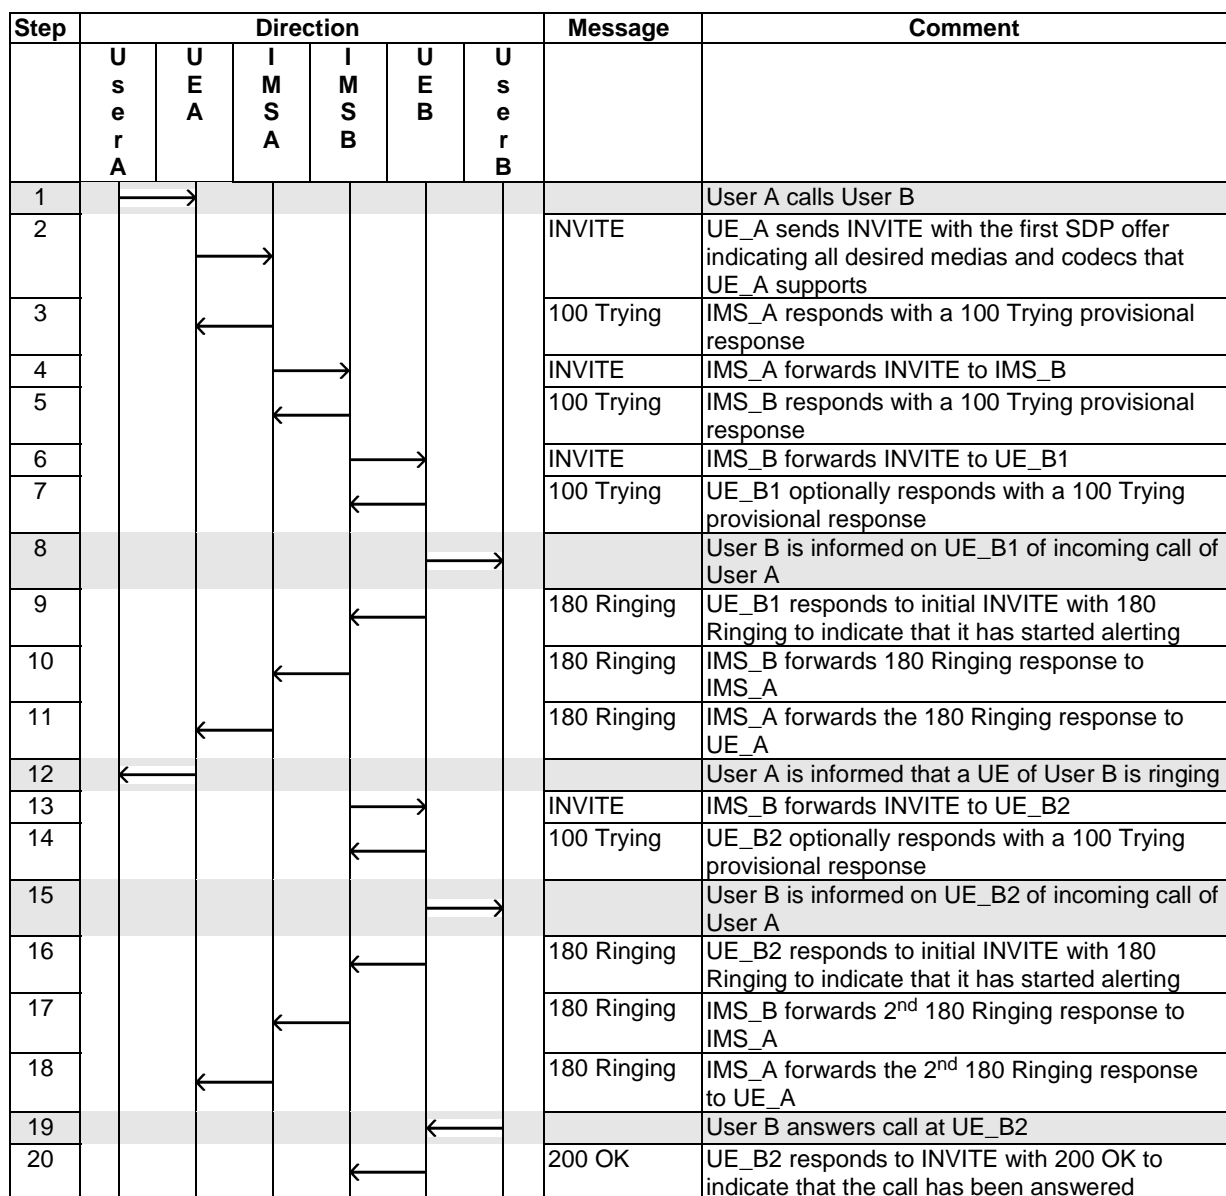 Step Direction Message Comment
User A UE A IMS A IMS B UE B User B
1 User A calls User B
2 INVITE UE_A sends INVITE with the first SDP offer
indicating all desired medias and codecs that
UE_A supports
3 100 Trying IMS_A responds with a 100 Trying provisional
response
4 INVITE IMS_A forwards INVITE to IMS_B
5 100 Trying IMS_B responds with a 100 Trying provisional
response
6 INVITE IMS_B forwards INVITE to UE_B1
7 100 Trying UE_B1 optionally responds with a 100 Trying
provisional response
8 User B is informed on UE_B1 of incoming call of
User A
9 180 Ringing UE_B1 responds to initial INVITE with 180
Ringing to indicate that it has started alerting
10 180 Ringing IMS_B forwards 180 Ringing response to
IMS_A
11 180 Ringing IMS_A forwards the 180 Ringing response to
UE_A
12 User A is informed that a UE of User B is ringing
13 INVITE IMS_B forwards INVITE to UE_B2
14 100 Trying UE_B2 optionally responds with a 100 Trying
provisional response
15 User B is informed on UE_B2 of incoming call of
User A
16 180 Ringing UE_B2 responds to initial INVITE with 180
Ringing to indicate that it has started alerting
17 180 Ringing IMS_B forwards 2nd 180 Ringing response to
IMS_A
18 180 Ringing IMS_A forwards the 2nd 180 Ringing response
to UE_A
19 User B answers call at UE_B2
20 200 OK UE_B2 responds to INVITE with 200 OK to
indicate that the call has been answered